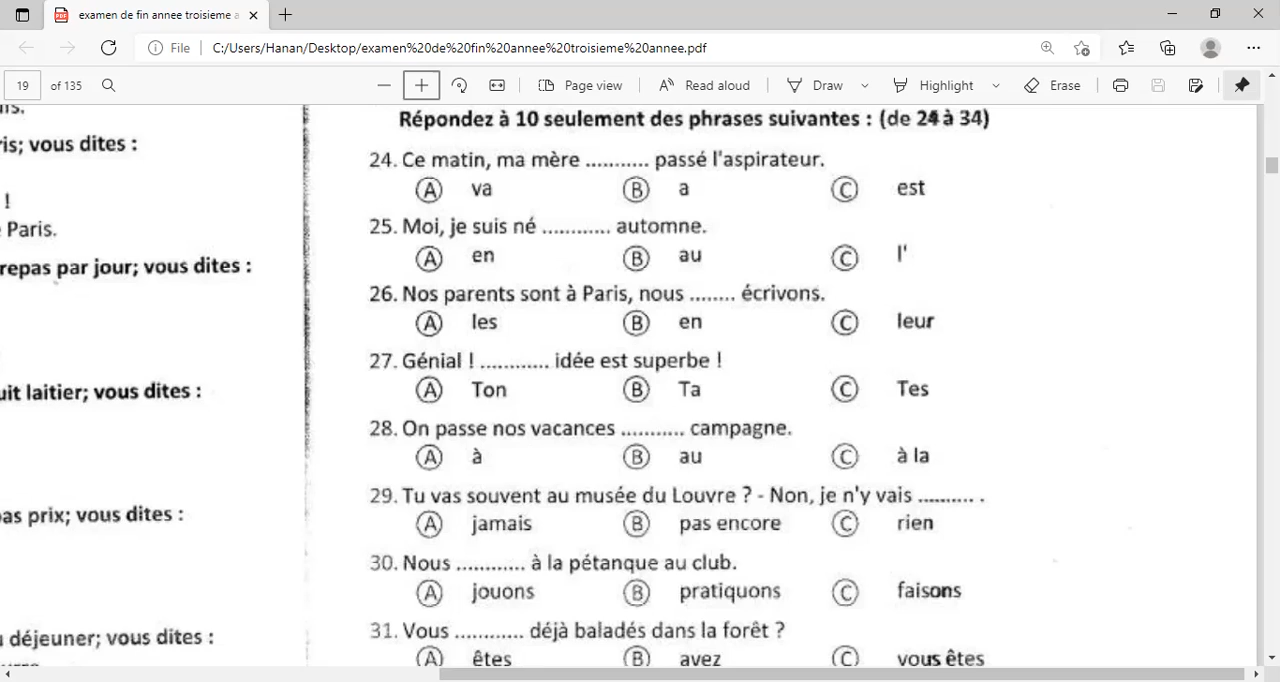 examen de fin annee troisieme a
File C:/Users/Hanan/Desktop/examen%20de%20fin%20annee%20troisieme%20annee.pdf
19 of 135 Page view Read aloud Draw Highlight Erase
ris; vous dites :
!
Paris.
repas par jour; vous dites :
uit laitier; vous dites :
pas prix; vous dites :
déjeuner; vous dites :
Répondez à 10 seulement des phrases suivantes : (de 24 à 34)
24. Ce matin, ma mère ........... passé l'aspirateur.
A va B a C est
25. Moi, je suis né ............ automne.
A en B au C l'
26. Nos parents sont à Paris, nous ........ écrivons.
A les B en C leur
27. Génial ! ............ idée est superbe !
A Ton B Ta C Tes
28. On passe nos vacances ........... campagne.
A à B au C à la
29. Tu vas souvent au musée du Louvre ? - Non, je n'y vais .......... .
A jamais B pas encore C rien
30. Nous ............ à la pétanque au club.
A jouons B pratiquons C faisons
31. Vous ............ déjà baladés dans la forêt ?
A êtes B avez C vous êtes